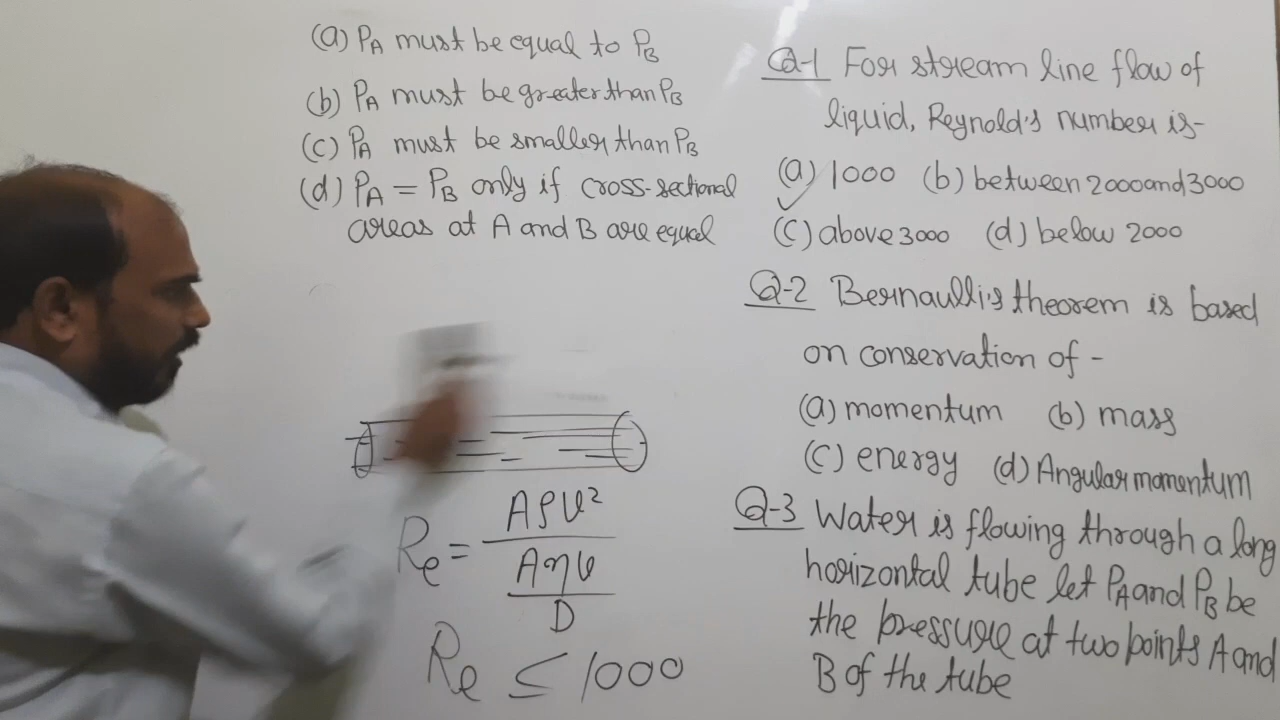 (a) PA must be equal to PB
(b) PA must be greater than PB
(c) PA must be smaller than PB
(d) PA = PB only if cross-sectional
areas at A and B are equal
Re = AρV² / (AηV / D)
Re ≤ 1000
Q-1 For stream line flow of
liquid, Reynold's number is-
(a) 1000 (b) between 2000 and 3000
(c) above 3000 (d) below 2000
Q-2 Bernaulli's theorem is based
on conservation of -
(a) momentum (b) mass
(c) energy (d) Angular momentum
Q-3 Water is flowing through a long
horizontal tube let PA and PB be
the pressure at two points A and
B of the tube